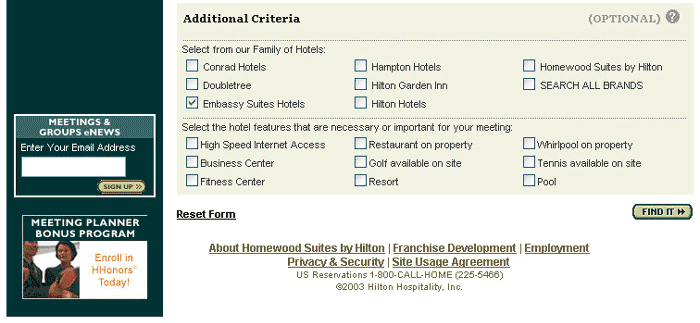 Additional Criteria (OPTIONAL) ?
Select from our Family of Hotels:
Conrad Hotels Hampton Hotels Homewood Suites by Hilton
Doubletree Hilton Garden Inn SEARCH ALL BRANDS
Embassy Suites Hotels Hilton Hotels
Select the hotel features that are necessary or important for your meeting:
High Speed Internet Access Restaurant on property Whirlpool on property
Business Center Golf available on site Tennis available on site
Fitness Center Resort Pool
Reset Form FIND IT
MEETINGS &
GROUPS eNEWS
Enter Your Email Address
SIGN UP
MEETING PLANNER
BONUS PROGRAM
Enroll in
HHonors®
Today!
About Homewood Suites by Hilton | Franchise Development | Employment
Privacy & Security | Site Usage Agreement
US Reservations 1-800-CALL-HOME (225-5466)
©2003 Hilton Hospitality, Inc.